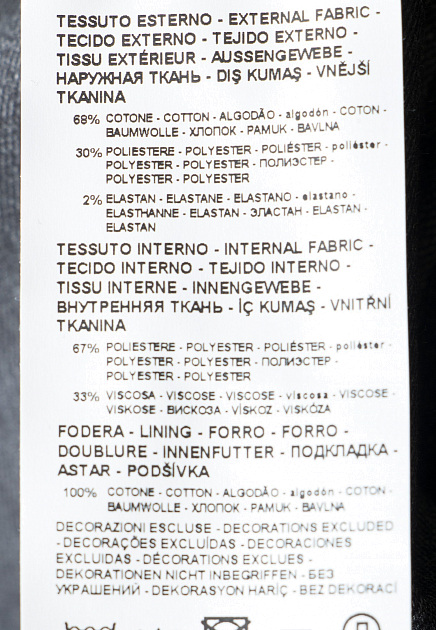 TESSUTO ESTERNO - EXTERNAL FABRIC -
TECIDO EXTERNO - TEJIDO EXTERNO -
TISSU EXTÉRIEUR - AUSSENGEWEBE -
НАРУЖНАЯ ТКАНЬ - DIŞ KUMAŞ - VNĚJŠÍ
TKANINA
68% COTONE - COTTON - ALGODÃO - algodón - COTON -
BAUMWOLLE - ХЛОПОК - PAMUK - BAVLNA
30% POLIESTERE - POLYESTER - POLIÉSTER - poliéster -
POLYESTER - POLYESTER - ПОЛИЭСТЕР -
POLYESTER - POLYESTER
2% ELASTAN - ELASTANE - ELASTANO - elastano -
ELASTHANNE - ELASTAN - ЭЛАСТАН - ELASTAN -
ELASTAN
TESSUTO INTERNO - INTERNAL FABRIC -
TECIDO INTERNO - TEJIDO INTERNO -
TISSU INTERNE - INNENGEWEBE -
ВНУТРЕННЯЯ ТКАНЬ - İÇ KUMAŞ - VNITŘNÍ
TKANINA
67% POLIESTERE - POLYESTER - POLIÉSTER - poliéster -
POLYESTER - POLYESTER - ПОЛИЭСТЕР -
POLYESTER - POLYESTER
33% VISCOSA - VISCOSE - VISCOSE - viscosa - VISCOSE -
VISKOSE - ВИСКОЗА - VİSKOZ - VISKÓZA
FODERA - LINING - FORRO - FORRO -
DOUBLURE - INNENFUTTER - ПОДКЛАДКА -
ASTAR - PODŠÍVKA
100% COTONE - COTTON - ALGODÃO - algodón - COTON -
BAUMWOLLE - ХЛОПОК - PAMUK - BAVLNA
DECORAZIONI ESCLUSE - DECORATIONS EXCLUDED
- DECORAÇÕES EXCLUÍDAS - DECORACIONES
EXCLUIDAS - DÉCORATIONS EXCLUES -
DEKORATIONEN NICHT INBEGRIFFEN - БЕЗ
УКРАШЕНИЙ - DEKORASYON HARİÇ - BEZ DEKORACÍ